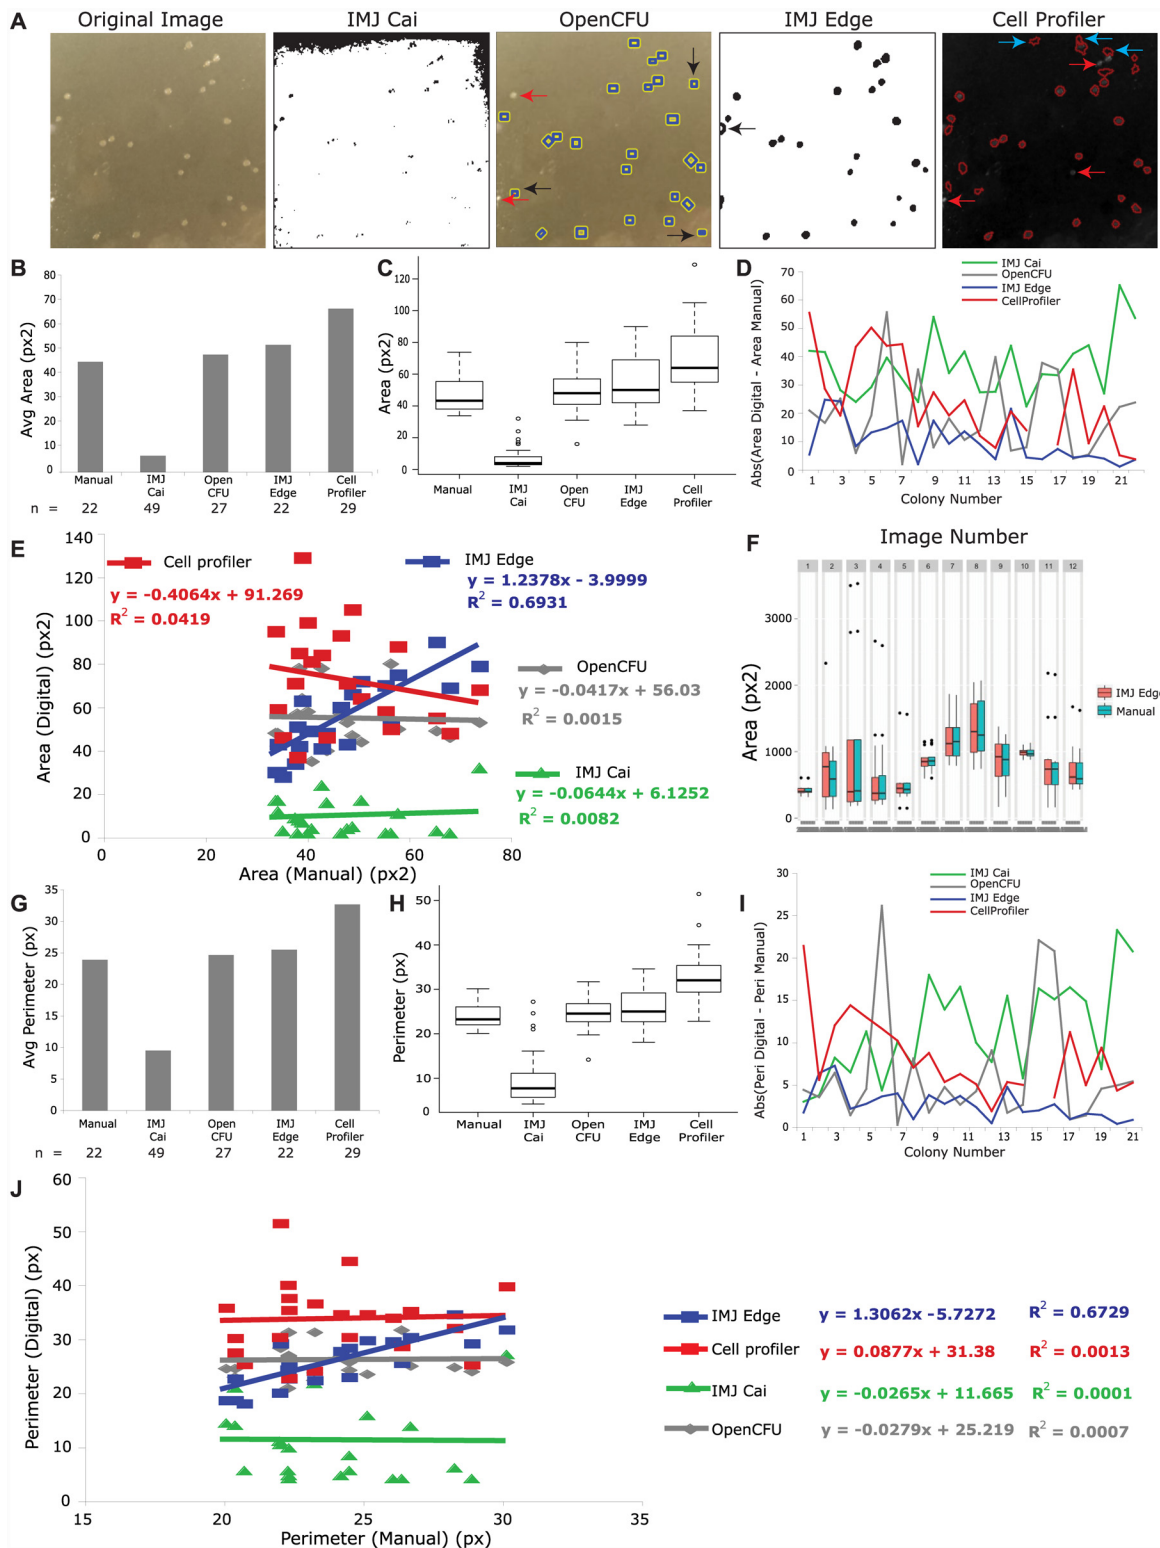 A
Original Image
IMJ Cai
OpenCFU
IMJ Edge
Cell Profiler
B
Avg Area (px2)
80
70
60
50
40
30
20
10
0
Manual
IMJ Cai
Open CFU
IMJ Edge
Cell Profiler
n = 22 49 27 22 29
C
Area (px2)
120
100
80
60
40
20
0
Manual
IMJ Cai
Open CFU
IMJ Edge
Cell Profiler
D
IMJ Cai
OpenCFU
IMJ Edge
CellProfiler
Abs(Area Digital - Area Manual)
70
60
50
40
30
20
10
0
1 3 5 7 9 11 13 15 17 19 21
Colony Number
E
Cell profiler
y = -0.4064x + 91.269
R2 = 0.0419
IMJ Edge
y = 1.2378x - 3.9999
R2 = 0.6931
OpenCFU
y = -0.0417x + 56.03
R2 = 0.0015
IMJ Cai
y = -0.0644x + 6.1252
R2 = 0.0082
Area (Digital) (px2)
140
120
100
80
60
40
20
0
0 20 40 60 80
Area (Manual) (px2)
F
Image Number
1 2 3 4 5 6 7 8 9 10 11 12
Area (px2)
3000
2000
1000
0
IMJ Edge
Manual
G
Avg Perimeter (px)
35
30
25
20
15
10
5
0
Manual
IMJ Cai
Open CFU
IMJ Edge
Cell Profiler
n = 22 49 27 22 29
H
Perimeter (px)
50
40
30
20
10
0
Manual
IMJ Cai
Open CFU
IMJ Edge
Cell Profiler
I
IMJ Cai
OpenCFU
IMJ Edge
CellProfiler
Abs(Peri Digital - Peri Manual)
30
25
20
15
10
5
0
1 3 5 7 9 11 13 15 17 19 21
Colony Number
J
Perimeter (Digital) (px)
60
50
40
30
20
10
0
15 20 25 30 35
Perimeter (Manual) (px)
IMJ Edge y = 1.3062x -5.7272 R2 = 0.6729
Cell profiler y = 0.0877x + 31.38 R2 = 0.0013
IMJ Cai y = -0.0265x + 11.665 R2 = 0.0001
OpenCFU y = -0.0279x + 25.219 R2 = 0.0007